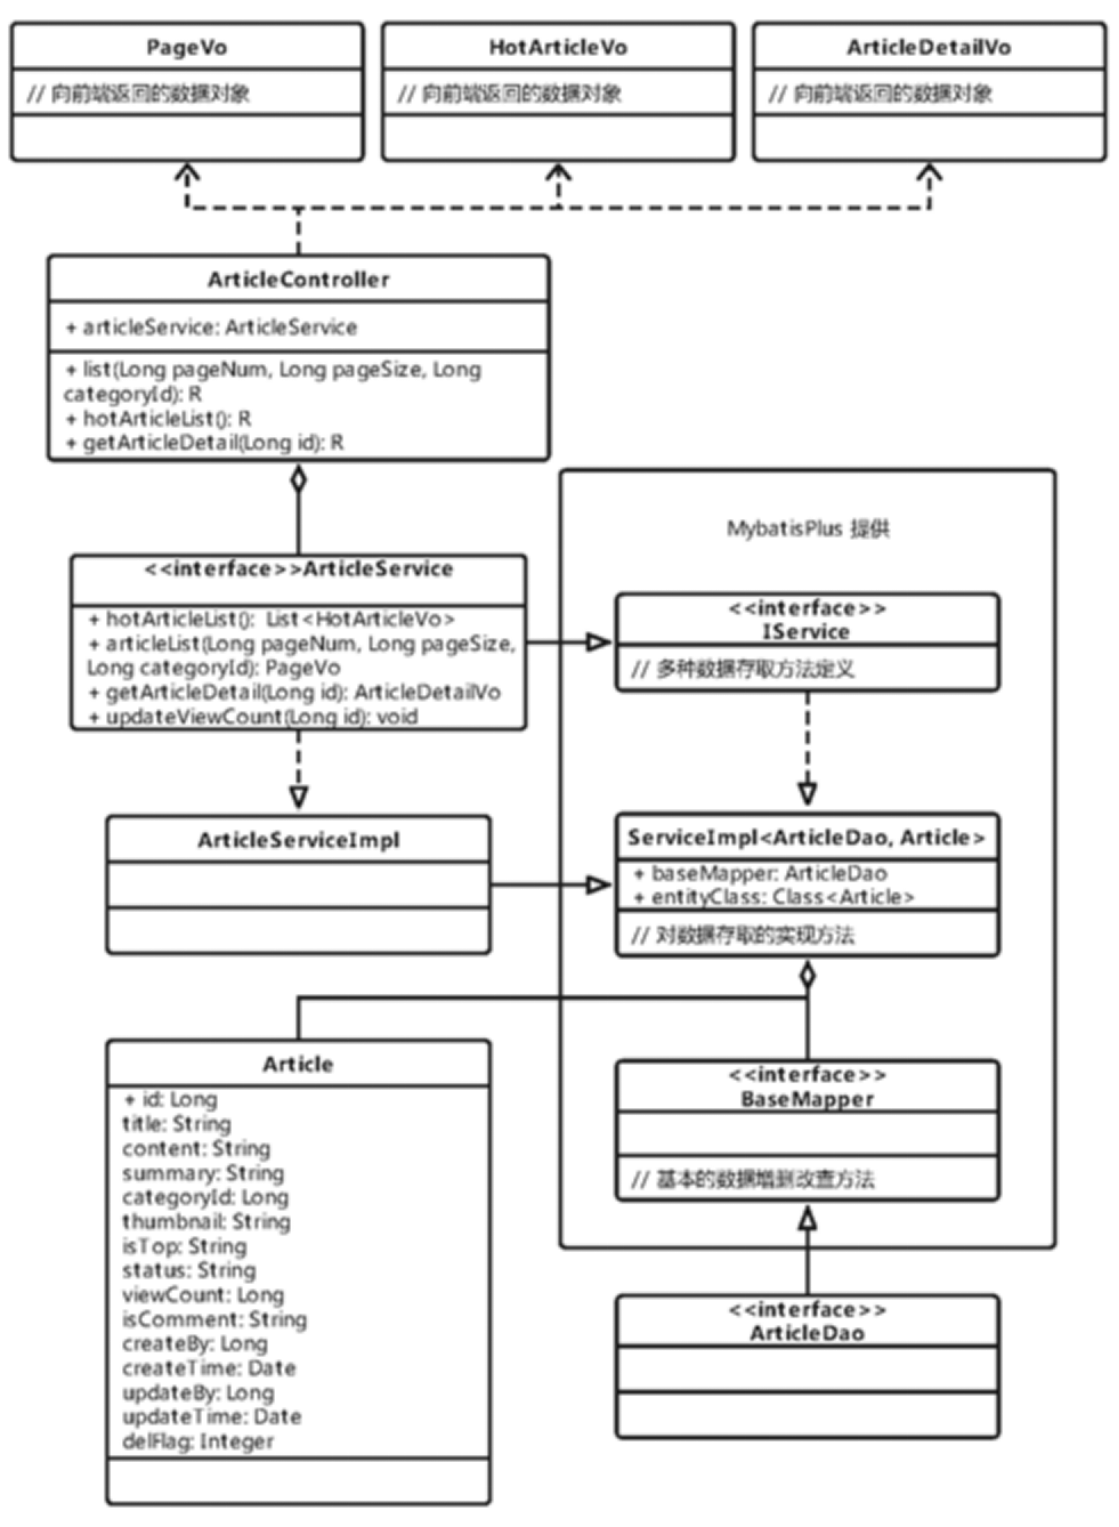 PageVo
// 向前端返回的数据对象
HotArticleVo
// 向前端返回的数据对象
ArticleDetailVo
// 向前端返回的数据对象
ArticleController
+ articleService: ArticleService
+ list(Long pageNum, Long pageSize, Long
categoryId): R
+ hotArticleList(): R
+ getArticleDetail(Long id): R
<<interface>>ArticleService
+ hotArticleList(): List<HotArticleVo>
+ articleList(Long pageNum, Long pageSize,
Long categoryId): PageVo
+ getArticleDetail(Long id): ArticleDetailVo
+ updateViewCount(Long id): void
MybatisPlus 提供
<<interface>>
IService
// 多种数据存取方法定义
ArticleServiceImpl
ServiceImpl<ArticleDao, Article>
+ baseMapper: ArticleDao
+ entityClass: Class<Article>
// 对数据存取的实现方法
Article
+ id: Long
title: String
content: String
summary: String
categoryId: Long
thumbnail: String
isTop: String
status: String
viewCount: Long
isComment: String
createBy: Long
createTime: Date
updateBy: Long
updateTime: Date
delFlag: Integer
<<interface>>
BaseMapper
// 基本的数据增删改查方法
<<interface>>
ArticleDao